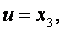 u = x₃,